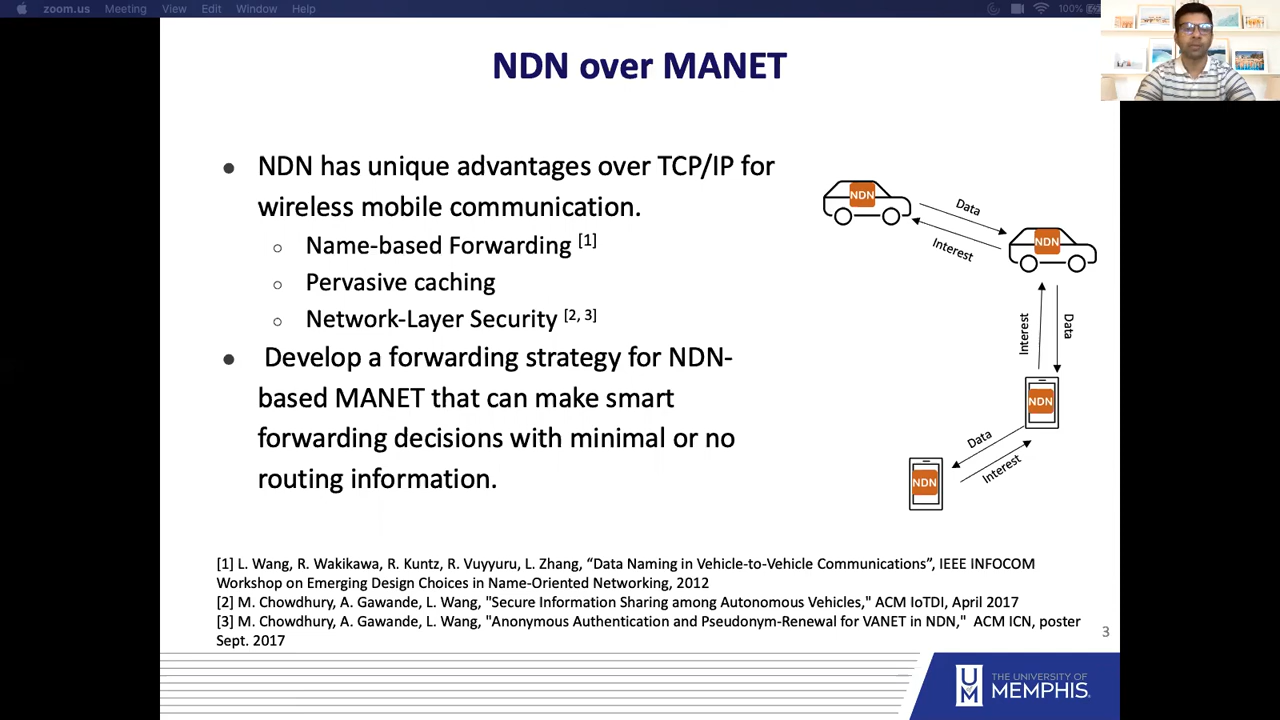 zoom.us Meeting View Edit Window Help
100%
NDN over MANET
● NDN has unique advantages over TCP/IP for
wireless mobile communication.
○ Name-based Forwarding [1]
○ Pervasive caching
○ Network-Layer Security [2, 3]
● Develop a forwarding strategy for NDN-
based MANET that can make smart
forwarding decisions with minimal or no
routing information.
NDN
Data
Interest
NDN
Interest
Data
NDN
Data
Interest
NDN
[1] L. Wang, R. Wakikawa, R. Kuntz, R. Vuyyuru, L. Zhang, “Data Naming in Vehicle-to-Vehicle Communications”, IEEE INFOCOM
Workshop on Emerging Design Choices in Name-Oriented Networking, 2012
[2] M. Chowdhury, A. Gawande, L. Wang, "Secure Information Sharing among Autonomous Vehicles," ACM IoTDI, April 2017
[3] M. Chowdhury, A. Gawande, L. Wang, "Anonymous Authentication and Pseudonym-Renewal for VANET in NDN," ACM ICN, poster
Sept. 2017
3
UM
THE UNIVERSITY OF
MEMPHIS.